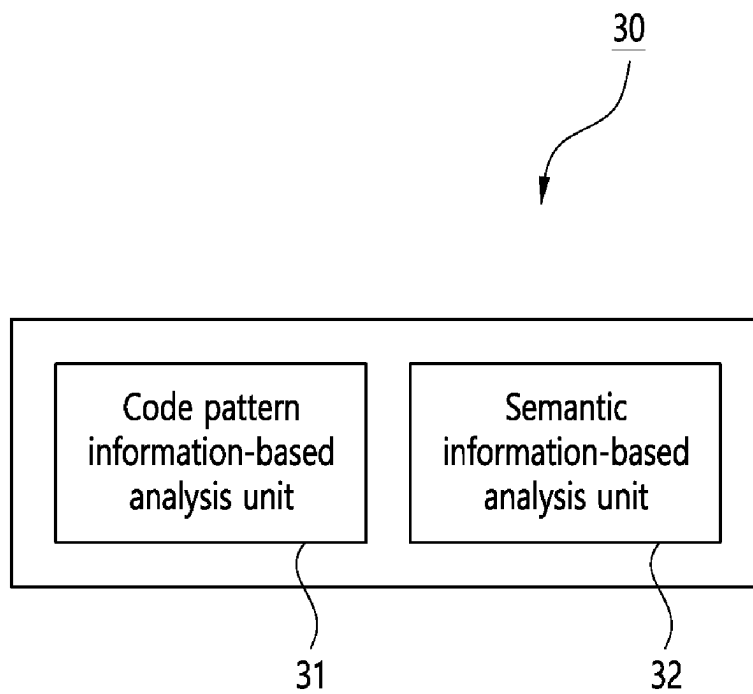 30
Code pattern
information-based
analysis unit
Semantic
information-based
analysis unit
31
32